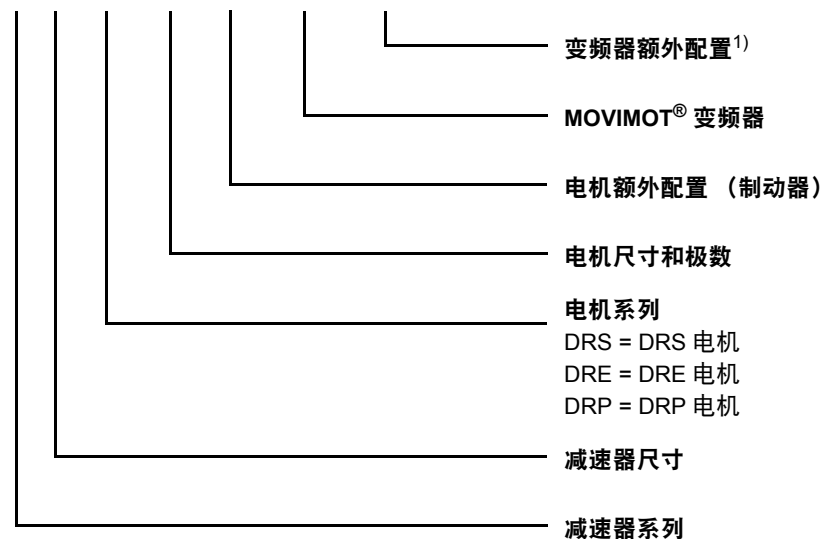 变频器额外配置1)
MOVIMOT® 变频器
电机额外配置 （制动器）
电机尺寸和极数
电机系列
DRS = DRS 电机
DRE = DRE 电机
DRP = DRP 电机
减速器尺寸
减速器系列